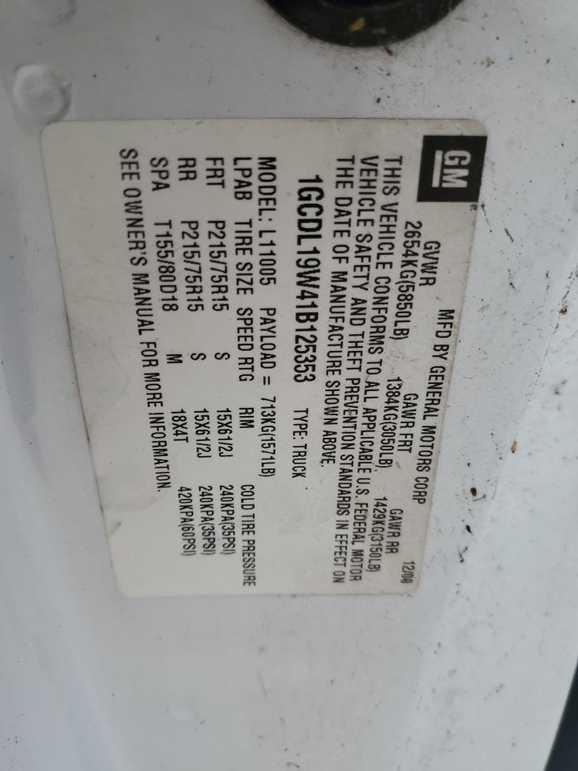 GM
MFD BY GENERAL MOTORS CORP
12/00
GVWR GAWR FRT GAWR RR
2654KG(5850LB) 1384KG(3050LB) 1429KG(3150LB)
THIS VEHICLE CONFORMS TO ALL APPLICABLE U.S. FEDERAL MOTOR
VEHICLE SAFETY AND THEFT PREVENTION STANDARDS IN EFFECT ON
THE DATE OF MANUFACTURE SHOWN ABOVE.
1GCDL19W41B125353 TYPE: TRUCK
MODEL: L11005 PAYLOAD = 713KG(1571LB)
LPAB TIRE SIZE SPEED RTG RIM COLD TIRE PRESSURE
FRT P215/75R15 S 15X61/2J 240KPA(35PSI)
RR P215/75R15 S 15X61/2J 240KPA(35PSI)
SPA T155/80D18 M 18X4T 420KPA(60PSI)
SEE OWNER'S MANUAL FOR MORE INFORMATION.